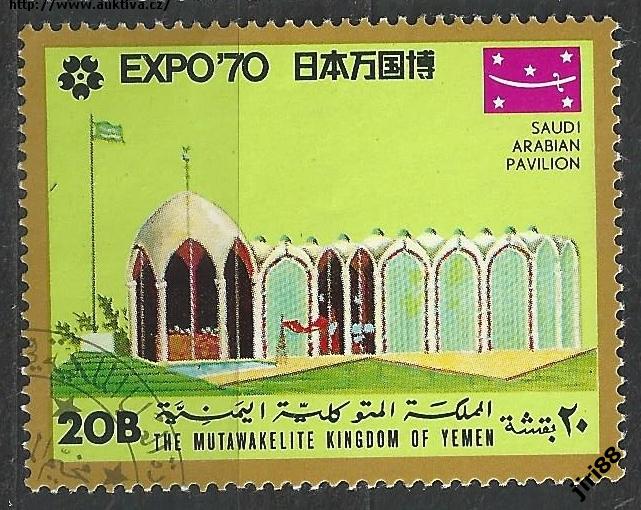 http://www.auktiva.cz/
EXPO'70 日本万国博
SAUDI
ARABIAN
PAVILION
المملكة المتوكلية اليمنية
20B
٢٠ بقشة
THE MUTAWAKELITE KINGDOM OF YEMEN
jiri88